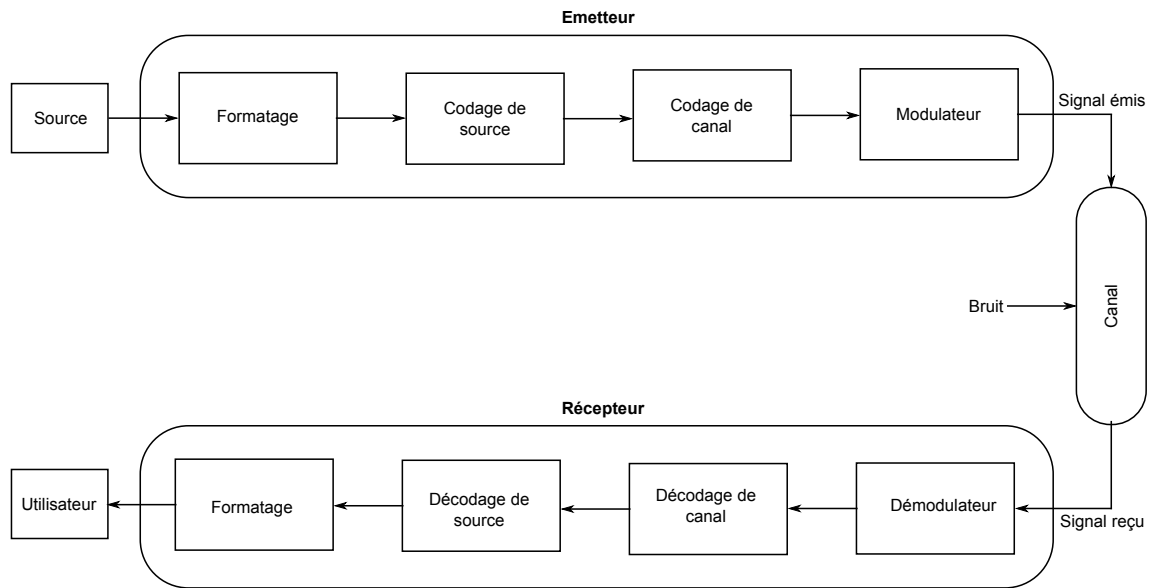 Emetteur
Source
Formatage
Codage de
source
Codage de
canal
Modulateur
Signal émis
Bruit
Canal
Récepteur
Utilisateur
Formatage
Décodage de
source
Décodage de
canal
Démodulateur
Signal reçu